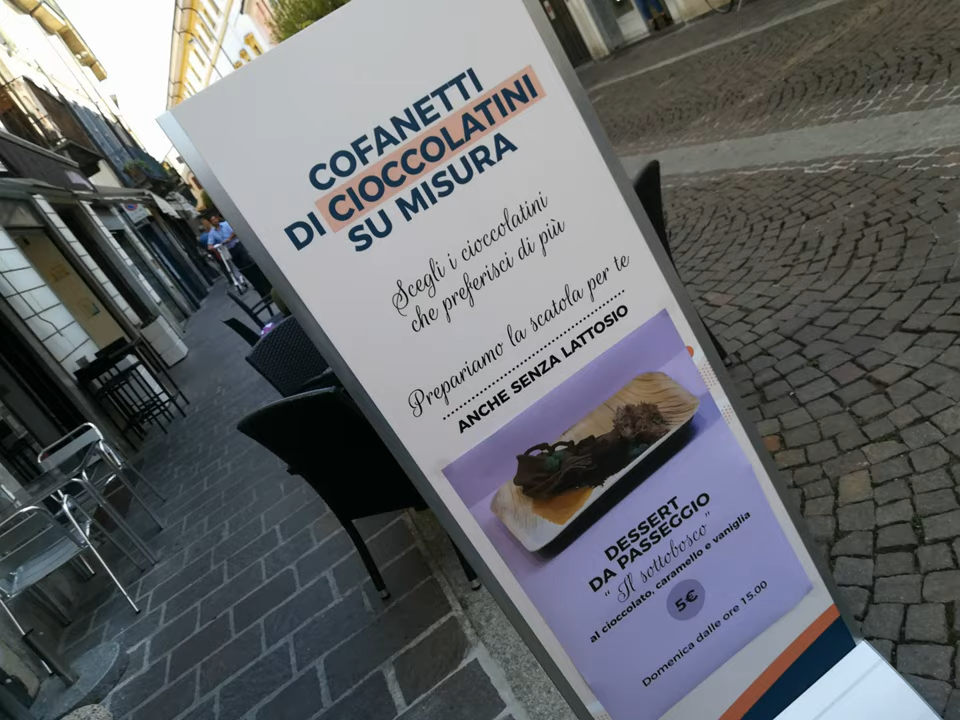 COFANETTI
DI CIOCCOLATINI
SU MISURA
Scegli i cioccolatini
che preferisci di più
Prepariamo la scatola per te
ANCHE SENZA LATTOSIO
DESSERT
DA PASSEGGIO
"Il sottobosco"
al cioccolato, caramello e vaniglia
5€
Domenica dalle ore 15.00